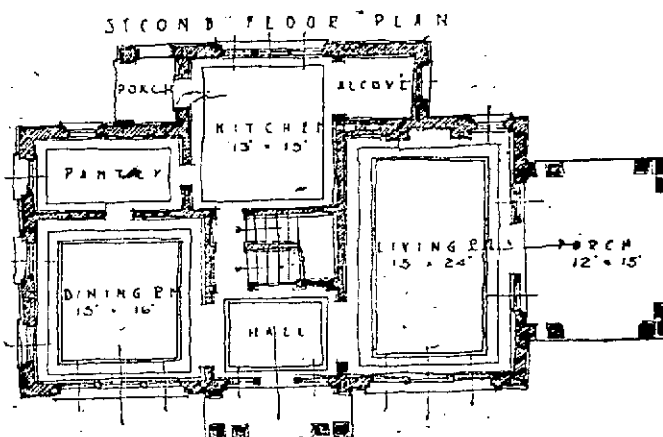 SECOND FLOOR PLAN
PORCH
ALCOVE
KITCHEN
13' x 15'
PANTRY
LIVING RM
15 x 24'
PORCH
12' x 15'
DINING RM
15' x 16'
HALL